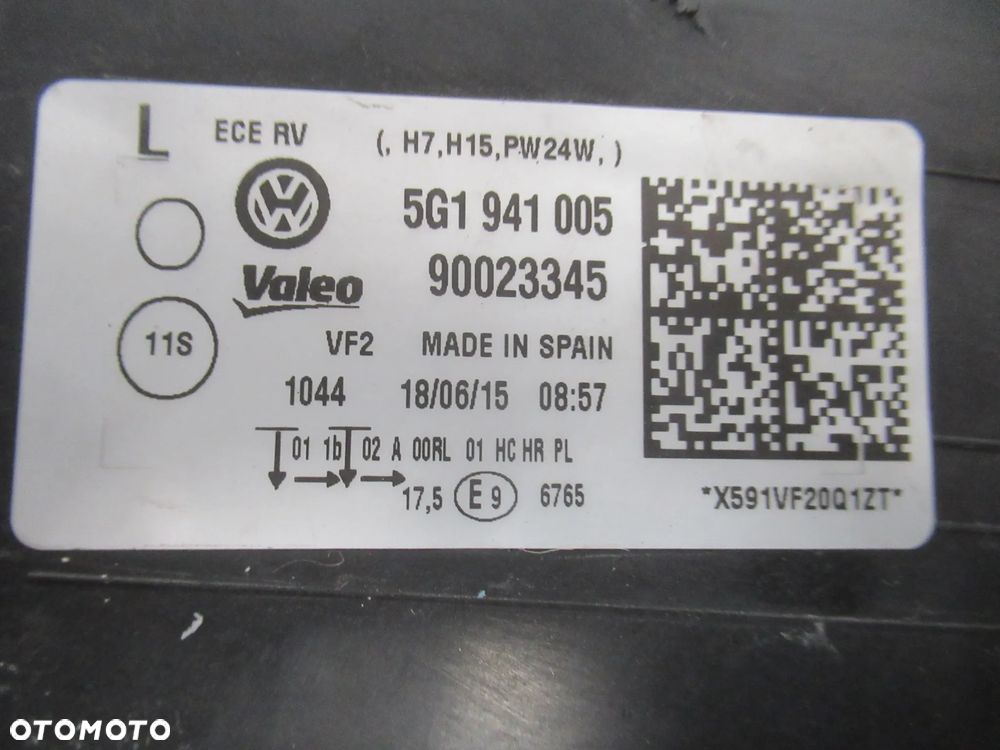 L ECE RV (, H7,H15,PW24W, )
5G1 941 005
Valeo 90023345
11S VF2 MADE IN SPAIN
1044 18/06/15 08:57
01 1b 02 A 00RL 01 HC HR PL
17,5 E 9 6765 *X591VF20Q1ZT*
OTOMOTO